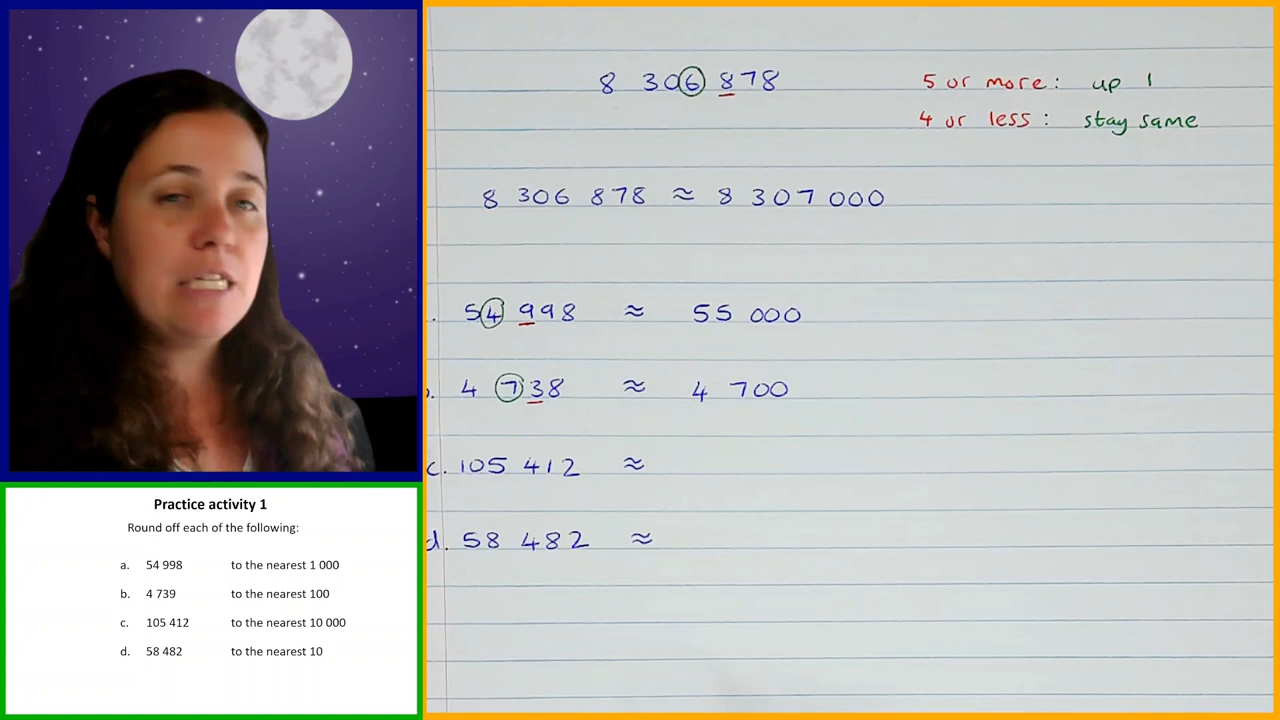 8 306 878
5 or more: up 1
4 or less: stay same
8 306 878 ≈ 8 307 000
. 54 998 ≈ 55 000
. 4 738 ≈ 4 700
c. 105 412 ≈
d. 58 482 ≈
Practice activity 1
Round off each of the following:
a. 54 998 to the nearest 1 000
b. 4 739 to the nearest 100
c. 105 412 to the nearest 10 000
d. 58 482 to the nearest 10